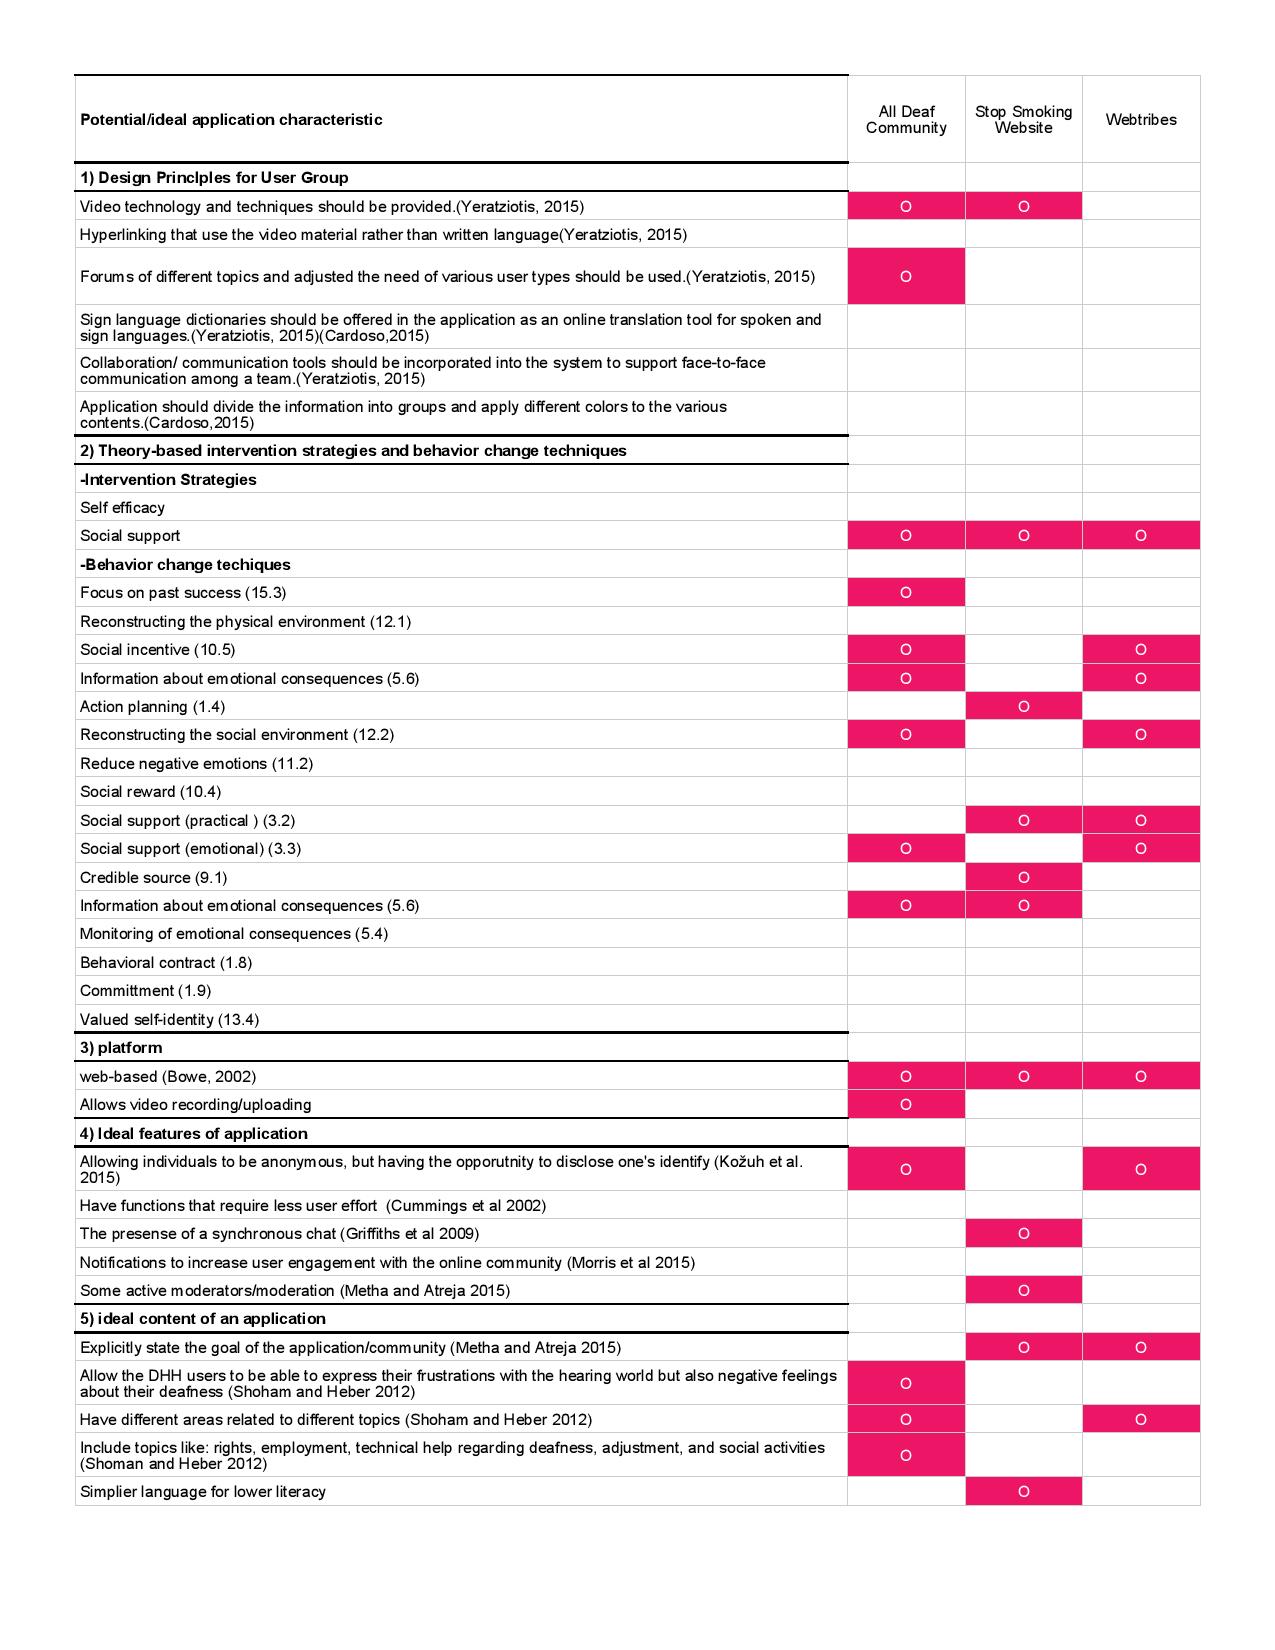 Potential/ideal application characteristic
All Deaf
Community
Stop Smoking
Website
Webtribes
1) Design Principles for User Group
Video technology and techniques should be provided.(Yeratziotis, 2015) O O
Hyperlinking that use the video material rather than written language(Yeratziotis, 2015)
Forums of different topics and adjusted the need of various user types should be used.(Yeratziotis, 2015) O
Sign language dictionaries should be offered in the application as an online translation tool for spoken and
sign languages.(Yeratziotis, 2015)(Cardoso,2015)
Collaboration/ communication tools should be incorporated into the system to support face-to-face
communication among a team.(Yeratziotis, 2015)
Application should divide the information into groups and apply different colors to the various
contents.(Cardoso,2015)
2) Theory-based intervention strategies and behavior change techniques
-Intervention Strategies
Self efficacy
Social support O O O
-Behavior change techiques
Focus on past success (15.3) O
Reconstructing the physical environment (12.1)
Social incentive (10.5) O O
Information about emotional consequences (5.6) O O
Action planning (1.4) O
Reconstructing the social environment (12.2) O O
Reduce negative emotions (11.2)
Social reward (10.4)
Social support (practical ) (3.2) O O
Social support (emotional) (3.3) O O
Credible source (9.1) O
Information about emotional consequences (5.6) O O
Monitoring of emotional consequences (5.4)
Behavioral contract (1.8)
Committment (1.9)
Valued self-identity (13.4)
3) platform
web-based (Bowe, 2002) O O O
Allows video recording/uploading O
4) Ideal features of application
Allowing individuals to be anonymous, but having the opporutnity to disclose one's identify (Kožuh et al.
2015) O O
Have functions that require less user effort  (Cummings et al 2002)
The presense of a synchronous chat (Griffiths et al 2009) O
Notifications to increase user engagement with the online community (Morris et al 2015)
Some active moderators/moderation (Metha and Atreja 2015) O
5) ideal content of an application
Explicitly state the goal of the application/community (Metha and Atreja 2015) O O
Allow the DHH users to be able to express their frustrations with the hearing world but also negative feelings
about their deafness (Shoham and Heber 2012) O
Have different areas related to different topics (Shoham and Heber 2012) O O
Include topics like: rights, employment, technical help regarding deafness, adjustment, and social activities
(Shoman and Heber 2012) O
Simplier language for lower literacy O